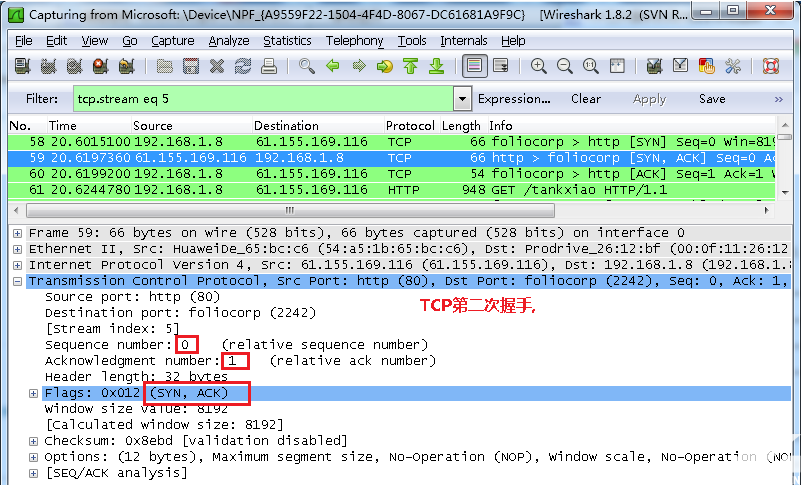 Capturing from Microsoft: \Device\NPF_{A9559F22-1504-4F4D-8067-DC61681A9F9C} [Wireshark 1.8.2 (SVN R...
File Edit View Go Capture Analyze Statistics Telephony Tools Internals Help
Filter: tcp.stream eq 5 Expression... Clear Apply Save »
No. Time Source Destination Protocol Length Info
58 20.6015100 192.168.1.8 61.155.169.116 TCP 66 foliocorp > http [SYN] Seq=0 Win=819
59 20.6197360 61.155.169.116 192.168.1.8 TCP 66 http > foliocorp [SYN, ACK] Seq=0 Ac
60 20.6199200 192.168.1.8 61.155.169.116 TCP 54 foliocorp > http [ACK] Seq=1 Ack=1 W
61 20.6244780 192.168.1.8 61.155.169.116 HTTP 948 GET /tankxiao HTTP/1.1
Frame 59: 66 bytes on wire (528 bits), 66 bytes captured (528 bits) on interface 0
Ethernet II, Src: HuaweiDe_65:bc:c6 (54:a5:1b:65:bc:c6), Dst: Prodrive_26:12:bf (00:0f:11:26:12
Internet Protocol Version 4, Src: 61.155.169.116 (61.155.169.116), Dst: 192.168.1.8 (192.168.1.
Transmission Control Protocol, Src Port: http (80), Dst Port: foliocorp (2242), Seq: 0, Ack: 1,
Source port: http (80)
TCP第二次握手,
Destination port: foliocorp (2242)
[Stream index: 5]
Sequence number: 0 (relative sequence number)
Acknowledgment number: 1 (relative ack number)
Header length: 32 bytes
Flags: 0x012 (SYN, ACK)
Window size value: 8192
[Calculated window size: 8192]
Checksum: 0x8ebd [validation disabled]
Options: (12 bytes), Maximum segment size, No-Operation (NOP), Window scale, No-Operation (NO
[SEQ/ACK analysis]